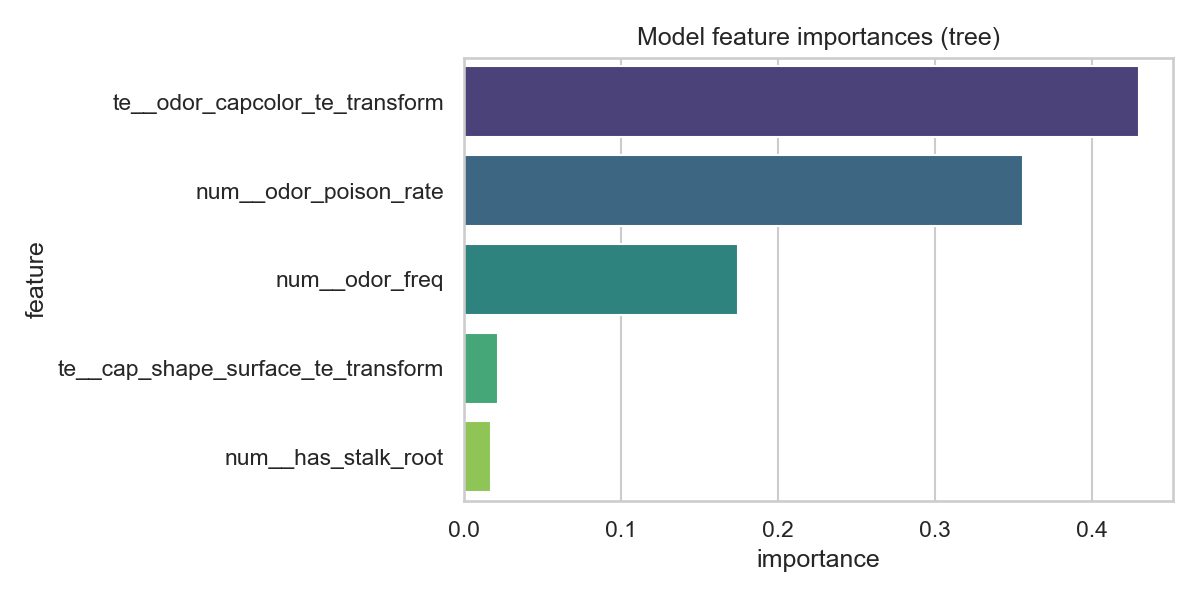 Model feature importances (tree)
te__odor_capcolor_te_transform
num__odor_poison_rate
num__odor_freq
te__cap_shape_surface_te_transform
num__has_stalk_root
feature
0.0 0.1 0.2 0.3 0.4
importance